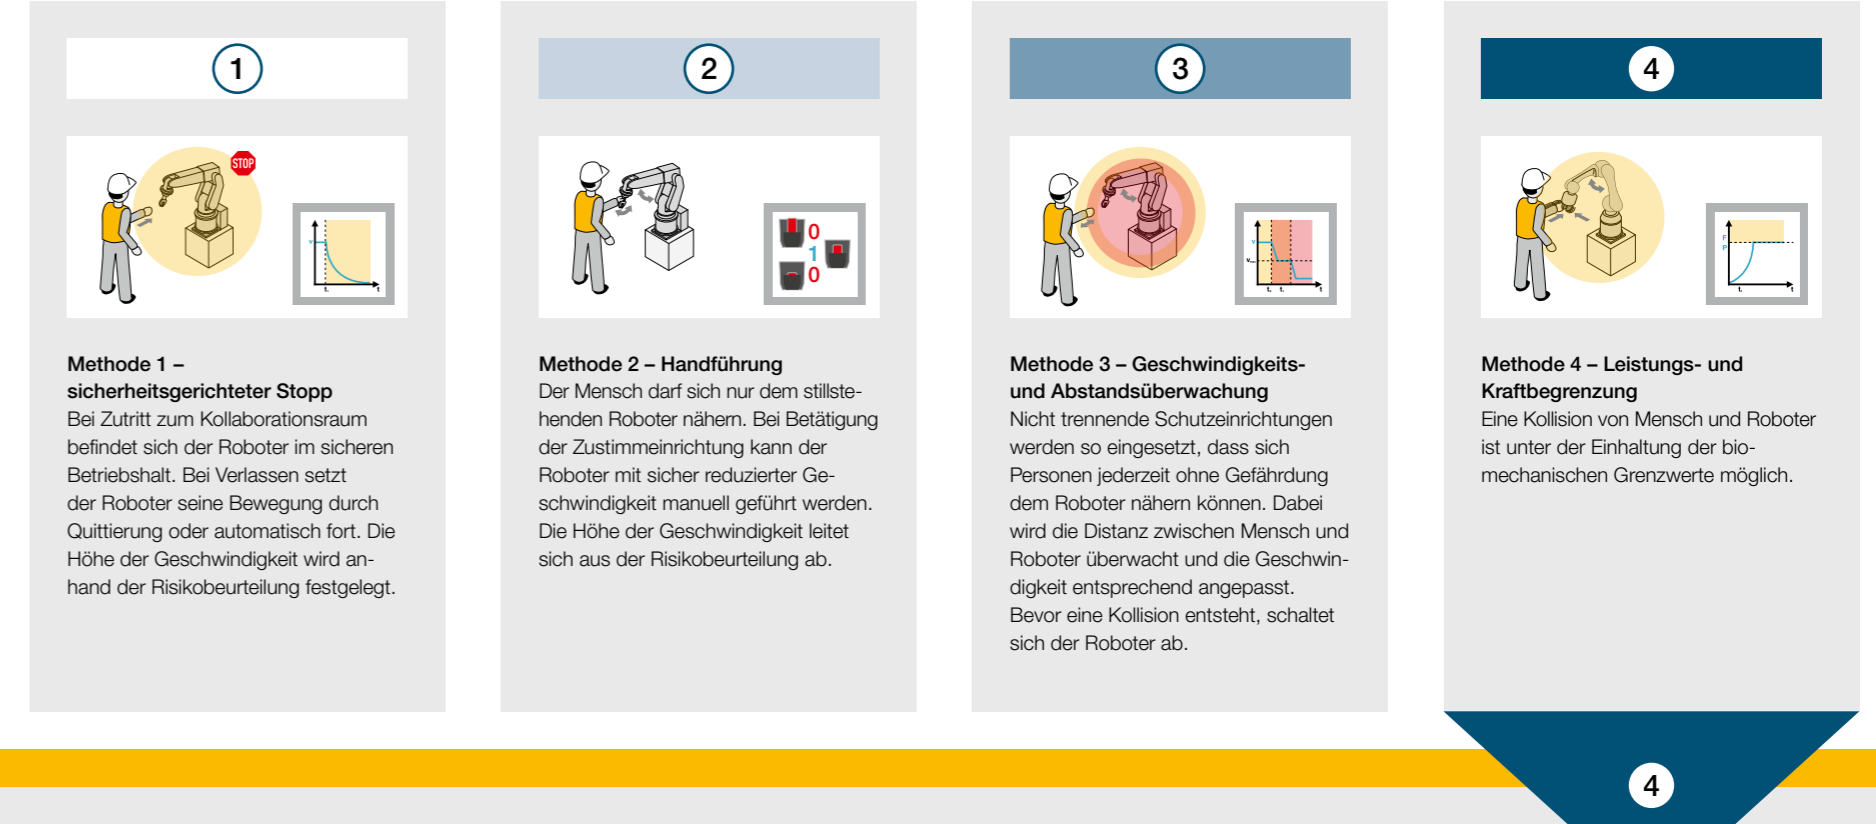 1
STOP
v
t.
t
Methode 1 –
sicherheitsgerichteter Stopp
Bei Zutritt zum Kollaborationsraum
befindet sich der Roboter im sicheren
Betriebshalt. Bei Verlassen setzt
der Roboter seine Bewegung durch
Quittierung oder automatisch fort. Die
Höhe der Geschwindigkeit wird an-
hand der Risikobeurteilung festgelegt.
2
0
1
0
Methode 2 – Handführung
Der Mensch darf sich nur dem stillste-
henden Roboter nähern. Bei Betätigung
der Zustimmeinrichtung kann der
Roboter mit sicher reduzierter Ge-
schwindigkeit manuell geführt werden.
Die Höhe der Geschwindigkeit leitet
sich aus der Risikobeurteilung ab.
3
v
t. t. t
Methode 3 – Geschwindigkeits-
und Abstandsüberwachung
Nicht trennende Schutzeinrichtungen
werden so eingesetzt, dass sich
Personen jederzeit ohne Gefährdung
dem Roboter nähern können. Dabei
wird die Distanz zwischen Mensch und
Roboter überwacht und die Geschwin-
digkeit entsprechend angepasst.
Bevor eine Kollision entsteht, schaltet
sich der Roboter ab.
4
F
P
t.
t
Methode 4 – Leistungs- und
Kraftbegrenzung
Eine Kollision von Mensch und Roboter
ist unter der Einhaltung der bio-
mechanischen Grenzwerte möglich.
4